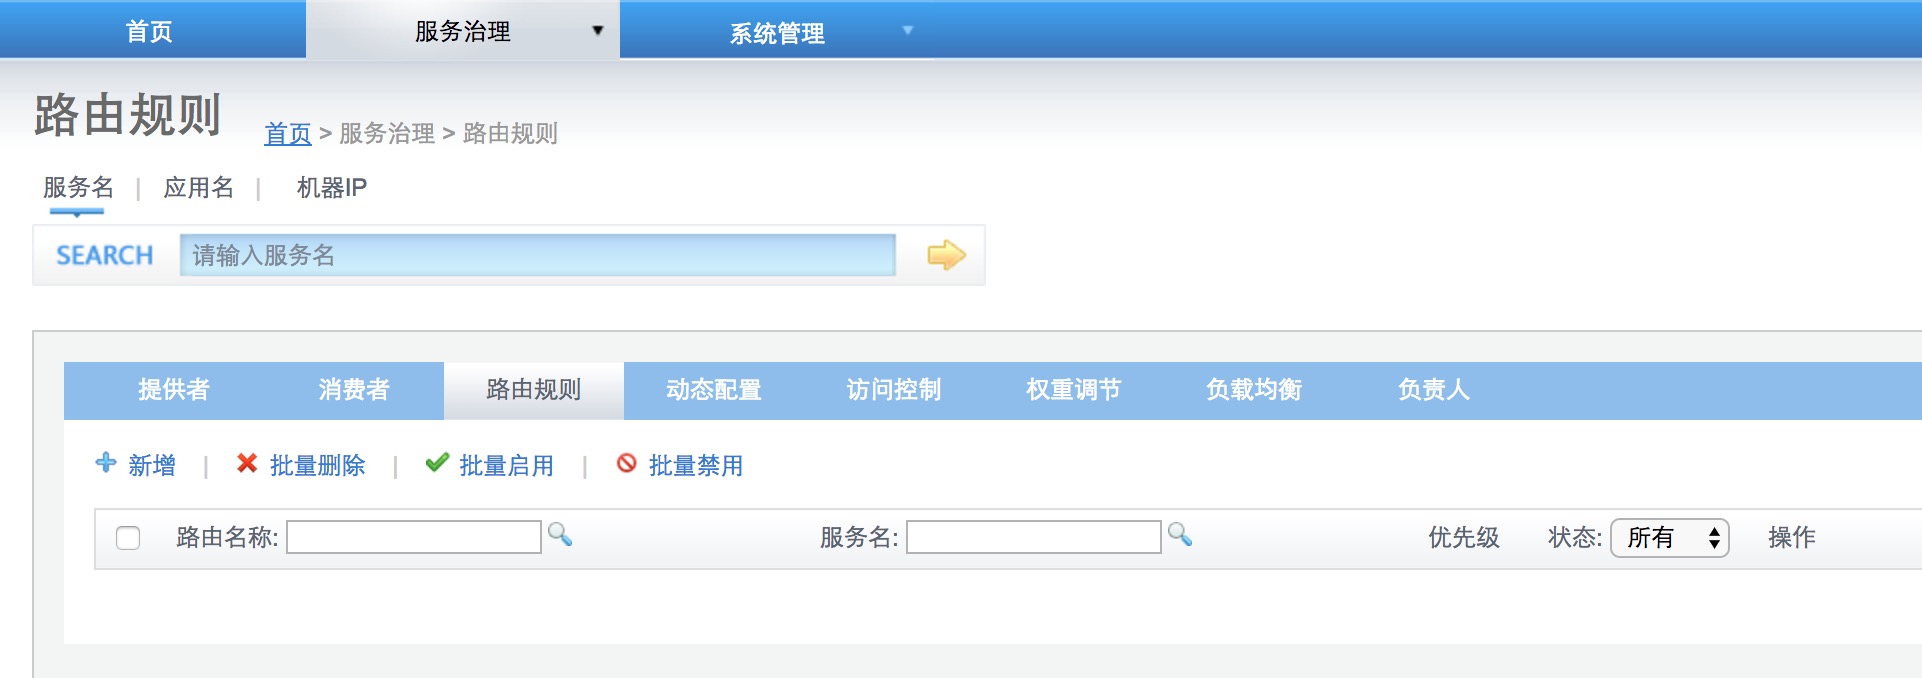 首页 服务治理 系统管理
路由规则 首页 > 服务治理 > 路由规则
服务名 | 应用名 | 机器IP
SEARCH 请输入服务名
提供者 消费者 路由规则 动态配置 访问控制 权重调节 负载均衡 负责人
新增 | 批量删除 | 批量启用 | 批量禁用
路由名称: 服务名: 优先级 状态: 所有 操作